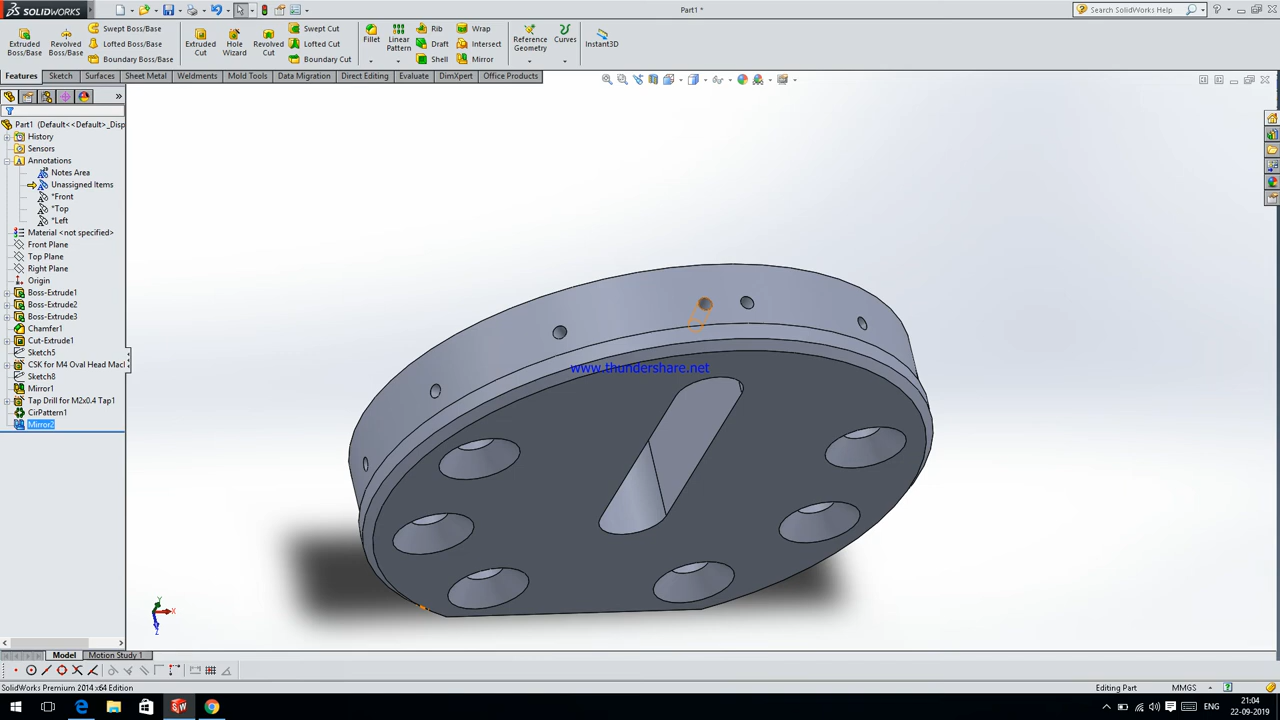 SOLIDWORKS
Part1 *
Search SolidWorks Help
Extruded Boss/Base
Revolved Boss/Base
Swept Boss/Base
Lofted Boss/Base
Boundary Boss/Base
Extruded Cut
Hole Wizard
Revolved Cut
Swept Cut
Lofted Cut
Boundary Cut
Fillet
Linear Pattern
Rib
Draft
Shell
Wrap
Intersect
Mirror
Reference Geometry
Curves
Instant3D
Features Sketch Surfaces Sheet Metal Weldments Mold Tools Data Migration Direct Editing Evaluate DimXpert Office Products
Part1 (Default<<Default>_Disp
History
Sensors
Annotations
Notes Area
Unassigned Items
*Front
*Top
*Left
Material <not specified>
Front Plane
Top Plane
Right Plane
Origin
Boss-Extrude1
Boss-Extrude2
Boss-Extrude3
Chamfer1
Cut-Extrude1
Sketch5
CSK for M4 Oval Head Macl
Sketch8
Mirror1
Tap Drill for M2x0.4 Tap1
CirPattern1
Mirror2
www.thundershare.net
Y
X
Z
Model Motion Study 1
SolidWorks Premium 2014 x64 Edition
Editing Part MMGS
ENG
21:04
22-09-2019